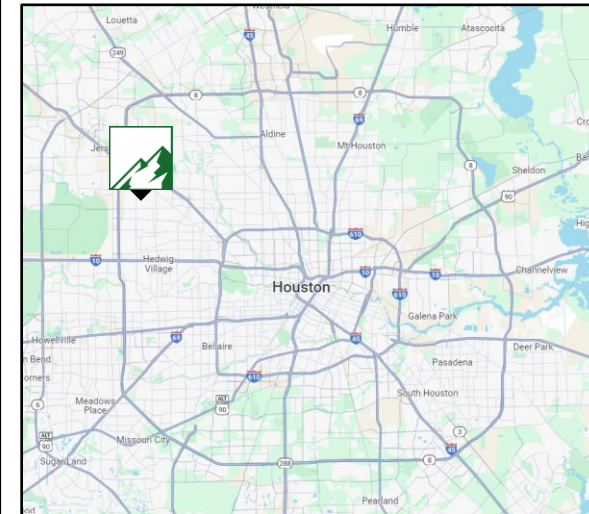 Louetta
Humble
Atascocita
45
249
8
8
69
Aldine
Mt Houston
Sheldon
90
610
10
Hedwig
Village
10
10
Channelview
Houston
610
Galena Park
69
45
Bellaire
Deer Park
Pasadena
610
South Houston
Meadows
Place
6
ALT
90
3
ALT
90
Missouri City
45
Sugar Land
288
8
Pearland